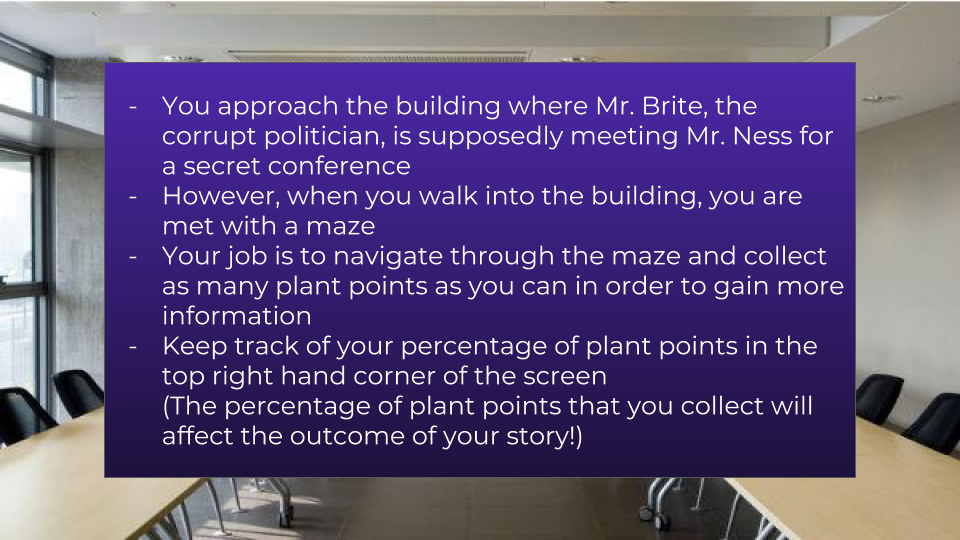 - You approach the building where Mr. Brite, the
corrupt politician, is supposedly meeting Mr. Ness for
a secret conference
- However, when you walk into the building, you are
met with a maze
- Your job is to navigate through the maze and collect
as many plant points as you can in order to gain more
information
- Keep track of your percentage of plant points in the
top right hand corner of the screen
(The percentage of plant points that you collect will
affect the outcome of your story!)